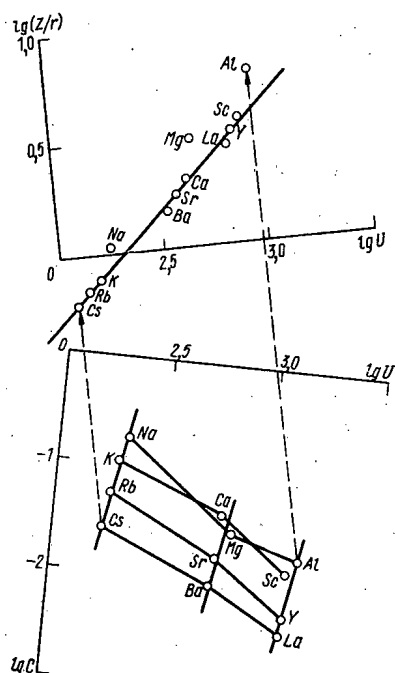 lg(Z/r)
1,0
Al
Sc
Mg
La
Y
0,5
Ca
Sr
Ba
Na
0
2,5
3,0
lgU
K
Rb
Cs
0
2,5
3,0
lgU
Na
-1
K
Rb
Ca
Cs
Mg
Al
-2
Sr
Sc
Ba
Y
La
lgC